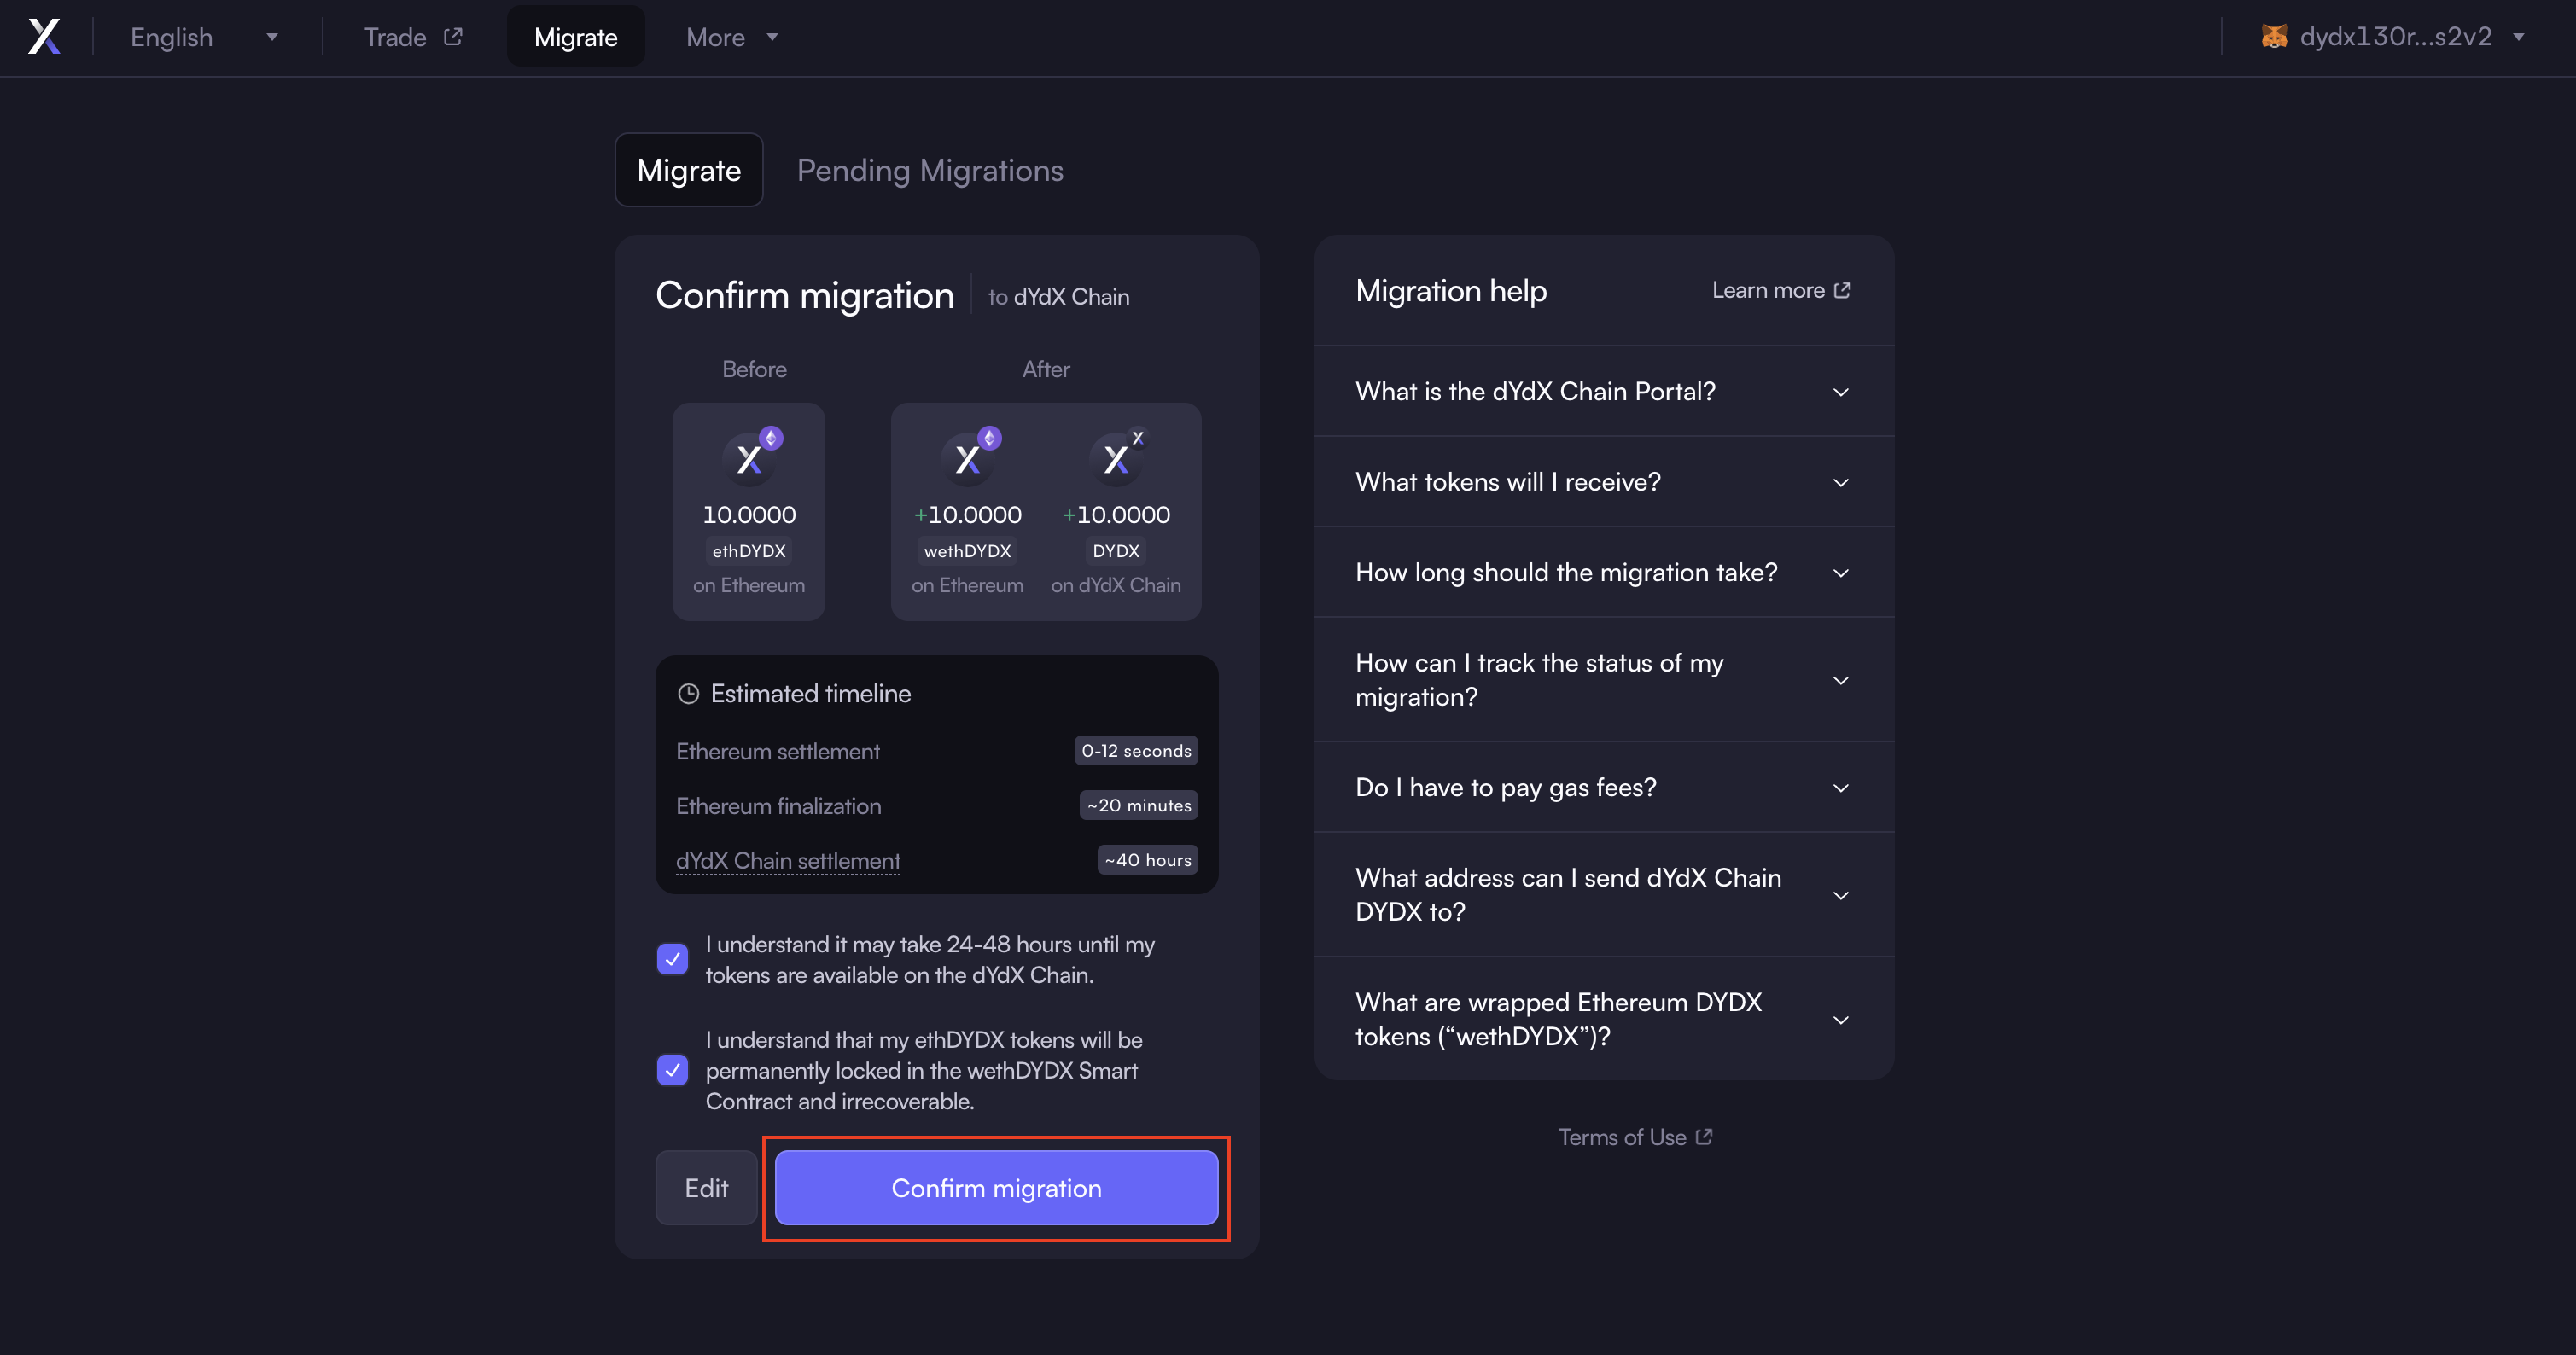 English
Trade
Migrate
More
dydx130r...s2v2
Migrate
Pending Migrations
Confirm migration
to dYdX Chain
Before
After
10.0000
ethDYDX
on Ethereum
+10.0000
wethDYDX
on Ethereum
+10.0000
DYDX
on dYdX Chain
Estimated timeline
Ethereum settlement
0-12 seconds
Ethereum finalization
~20 minutes
dYdX Chain settlement
~40 hours
I understand it may take 24-48 hours until my
tokens are available on the dYdX Chain.
I understand that my ethDYDX tokens will be
permanently locked in the wethDYDX Smart
Contract and irrecoverable.
Edit
Confirm migration
Migration help
Learn more
What is the dYdX Chain Portal?
What tokens will I receive?
How long should the migration take?
How can I track the status of my
migration?
Do I have to pay gas fees?
What address can I send dYdX Chain
DYDX to?
What are wrapped Ethereum DYDX
tokens (“wethDYDX”)?
Terms of Use